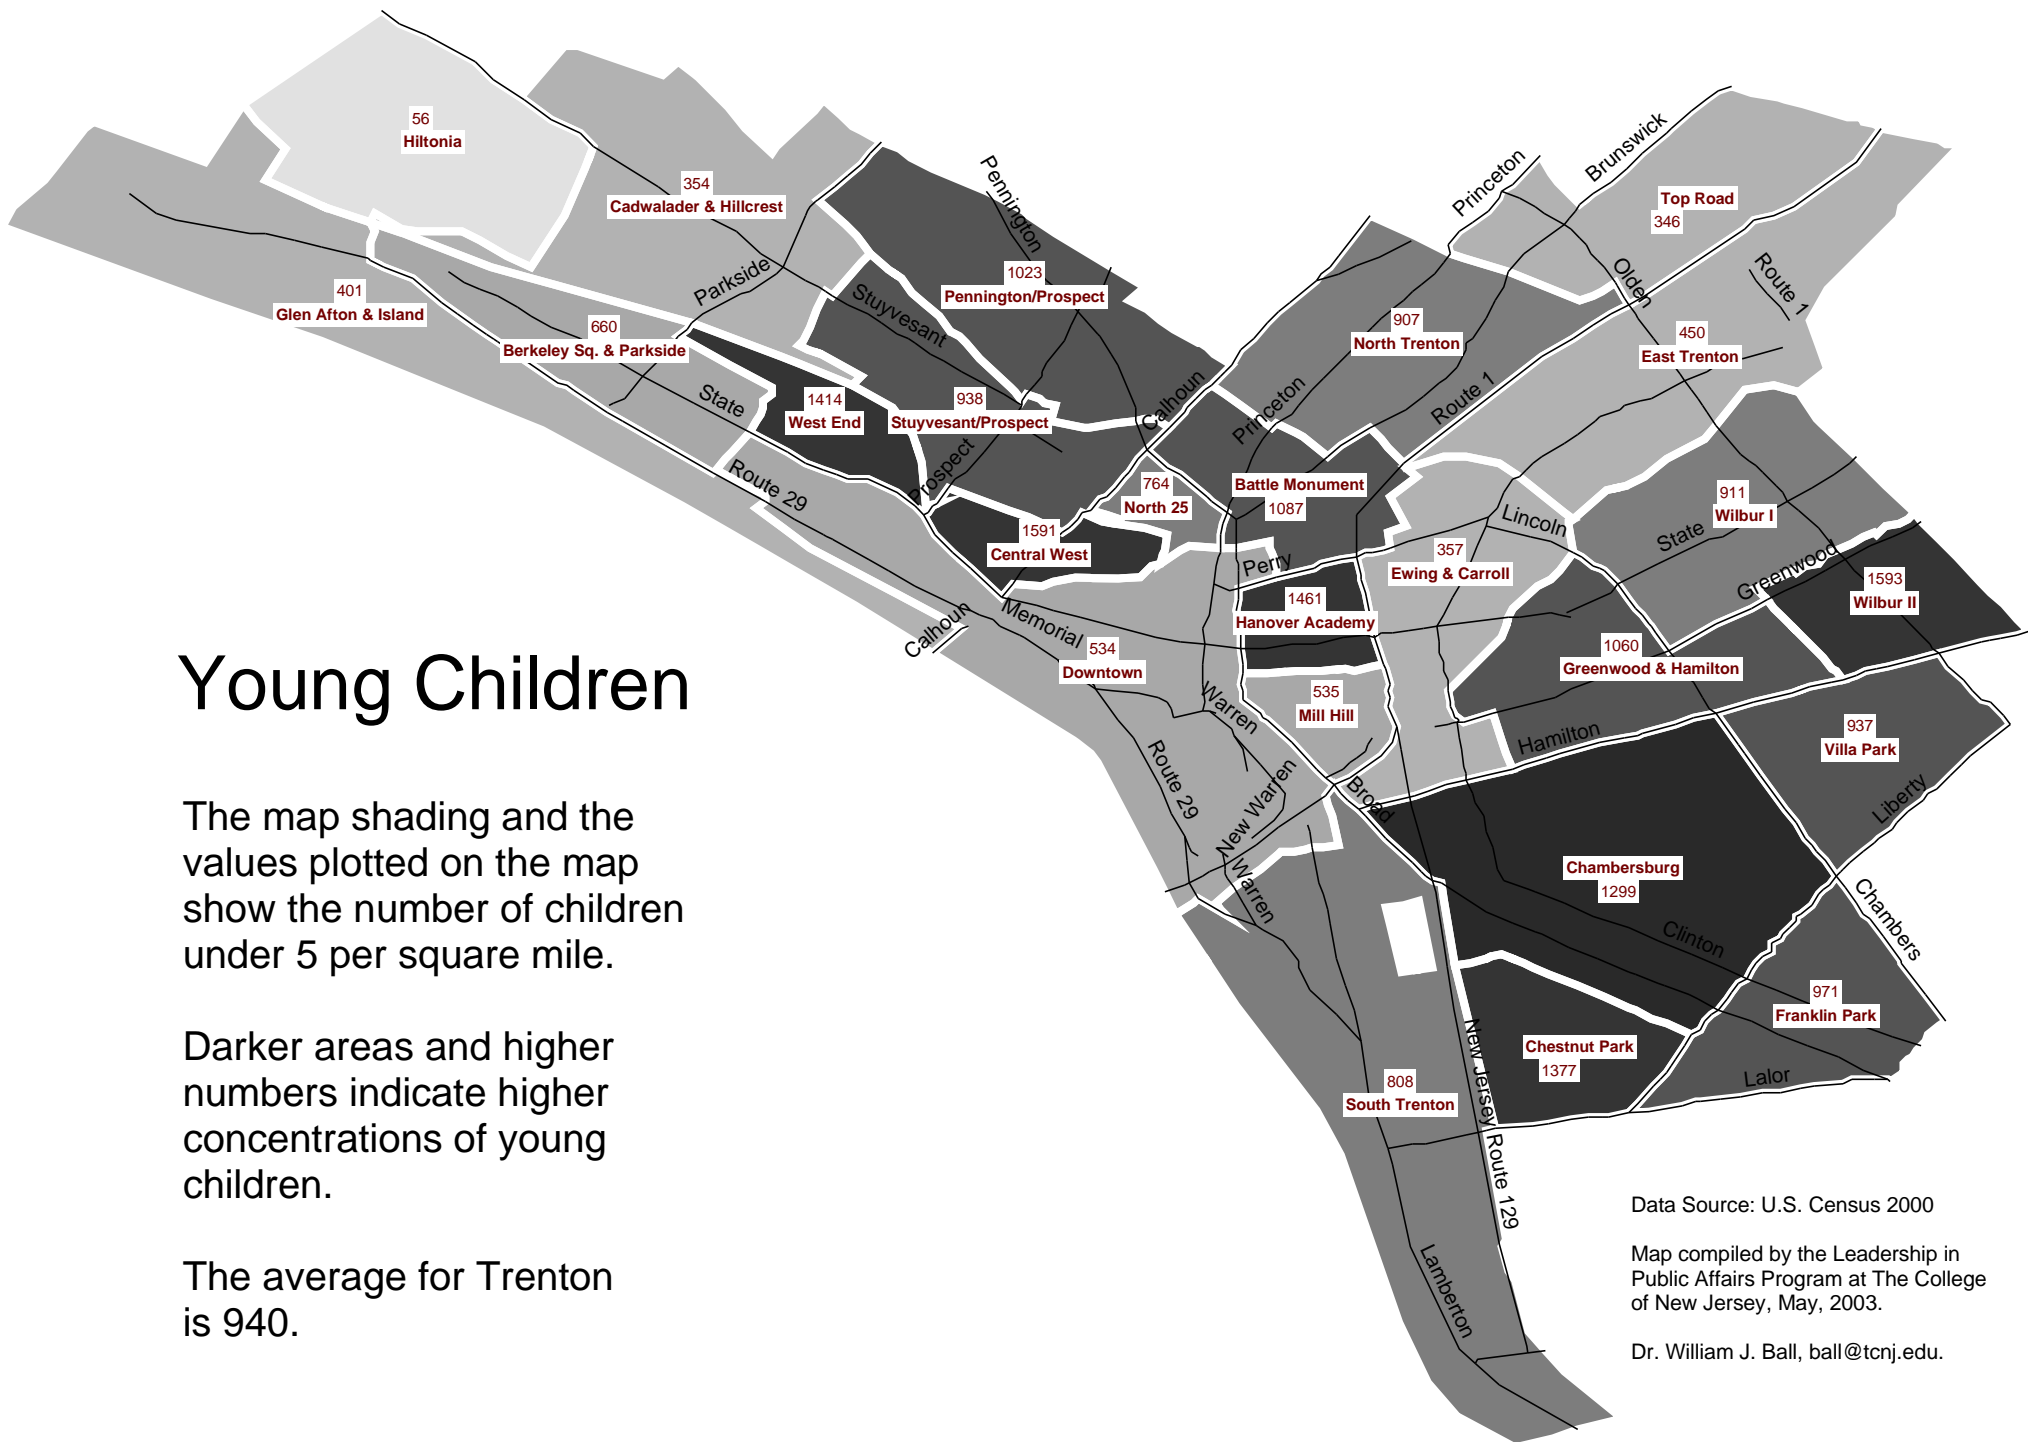 Young Children
The map shading and the
values plotted on the map
show the number of children
under 5 per square mile.
Darker areas and higher
numbers indicate higher
concentrations of young
children.
The average for Trenton
is 940.
56
Hiltonia
354
Cadwalader & Hillcrest
401
Glen Afton & Island
660
Berkeley Sq. & Parkside
1414
West End
938
Stuyvesant/Prospect
1023
Pennington/Prospect
1591
Central West
764
North 25
Battle Monument
1087
907
North Trenton
Top Road
346
450
East Trenton
911
Wilbur I
1593
Wilbur II
357
Ewing & Carroll
1461
Hanover Academy
1060
Greenwood & Hamilton
534
Downtown
535
Mill Hill
937
Villa Park
Chambersburg
1299
971
Franklin Park
Chestnut Park
1377
808
South Trenton
Pennington
Parkside
Stuyvesant
State
Route 29
Prospect
Calhoun
Calhoun
Memorial
Princeton
Princeton
Brunswick
Olden
Route 1
Route 1
Lincoln
State
Greenwood
Perry
Hamilton
Warren
Route 29
New Warren
Warren
Broad
Liberty
Chambers
Clinton
Lalor
New Jersey Route 129
Lamberton
Data Source: U.S. Census 2000
Map compiled by the Leadership in
Public Affairs Program at The College
of New Jersey, May, 2003.
Dr. William J. Ball, ball@tcnj.edu.